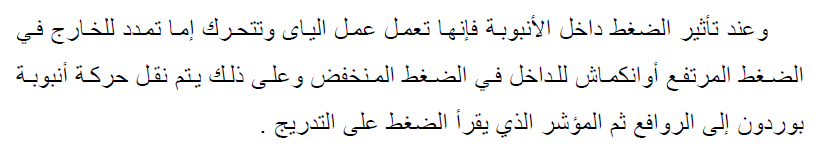 وعند تأثير الضغط داخل الأنبوبة فإنها تعمل عمل الياى وتتحرك إما تمدد للخارج في
الضغط المرتفع أوانكماش للداخل في الضغط المنخفض وعلى ذلك يتم نقل حركة أنبوبة
بوردون إلى الروافع ثم المؤشر الذي يقرأ الضغط على التدريج .